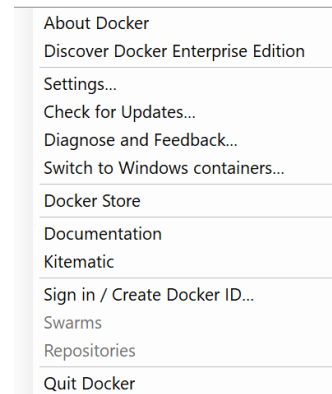 About Docker
Discover Docker Enterprise Edition
Settings...
Check for Updates...
Diagnose and Feedback...
Switch to Windows containers...
Docker Store
Documentation
Kitematic
Sign in / Create Docker ID...
Swarms
Repositories
Quit Docker